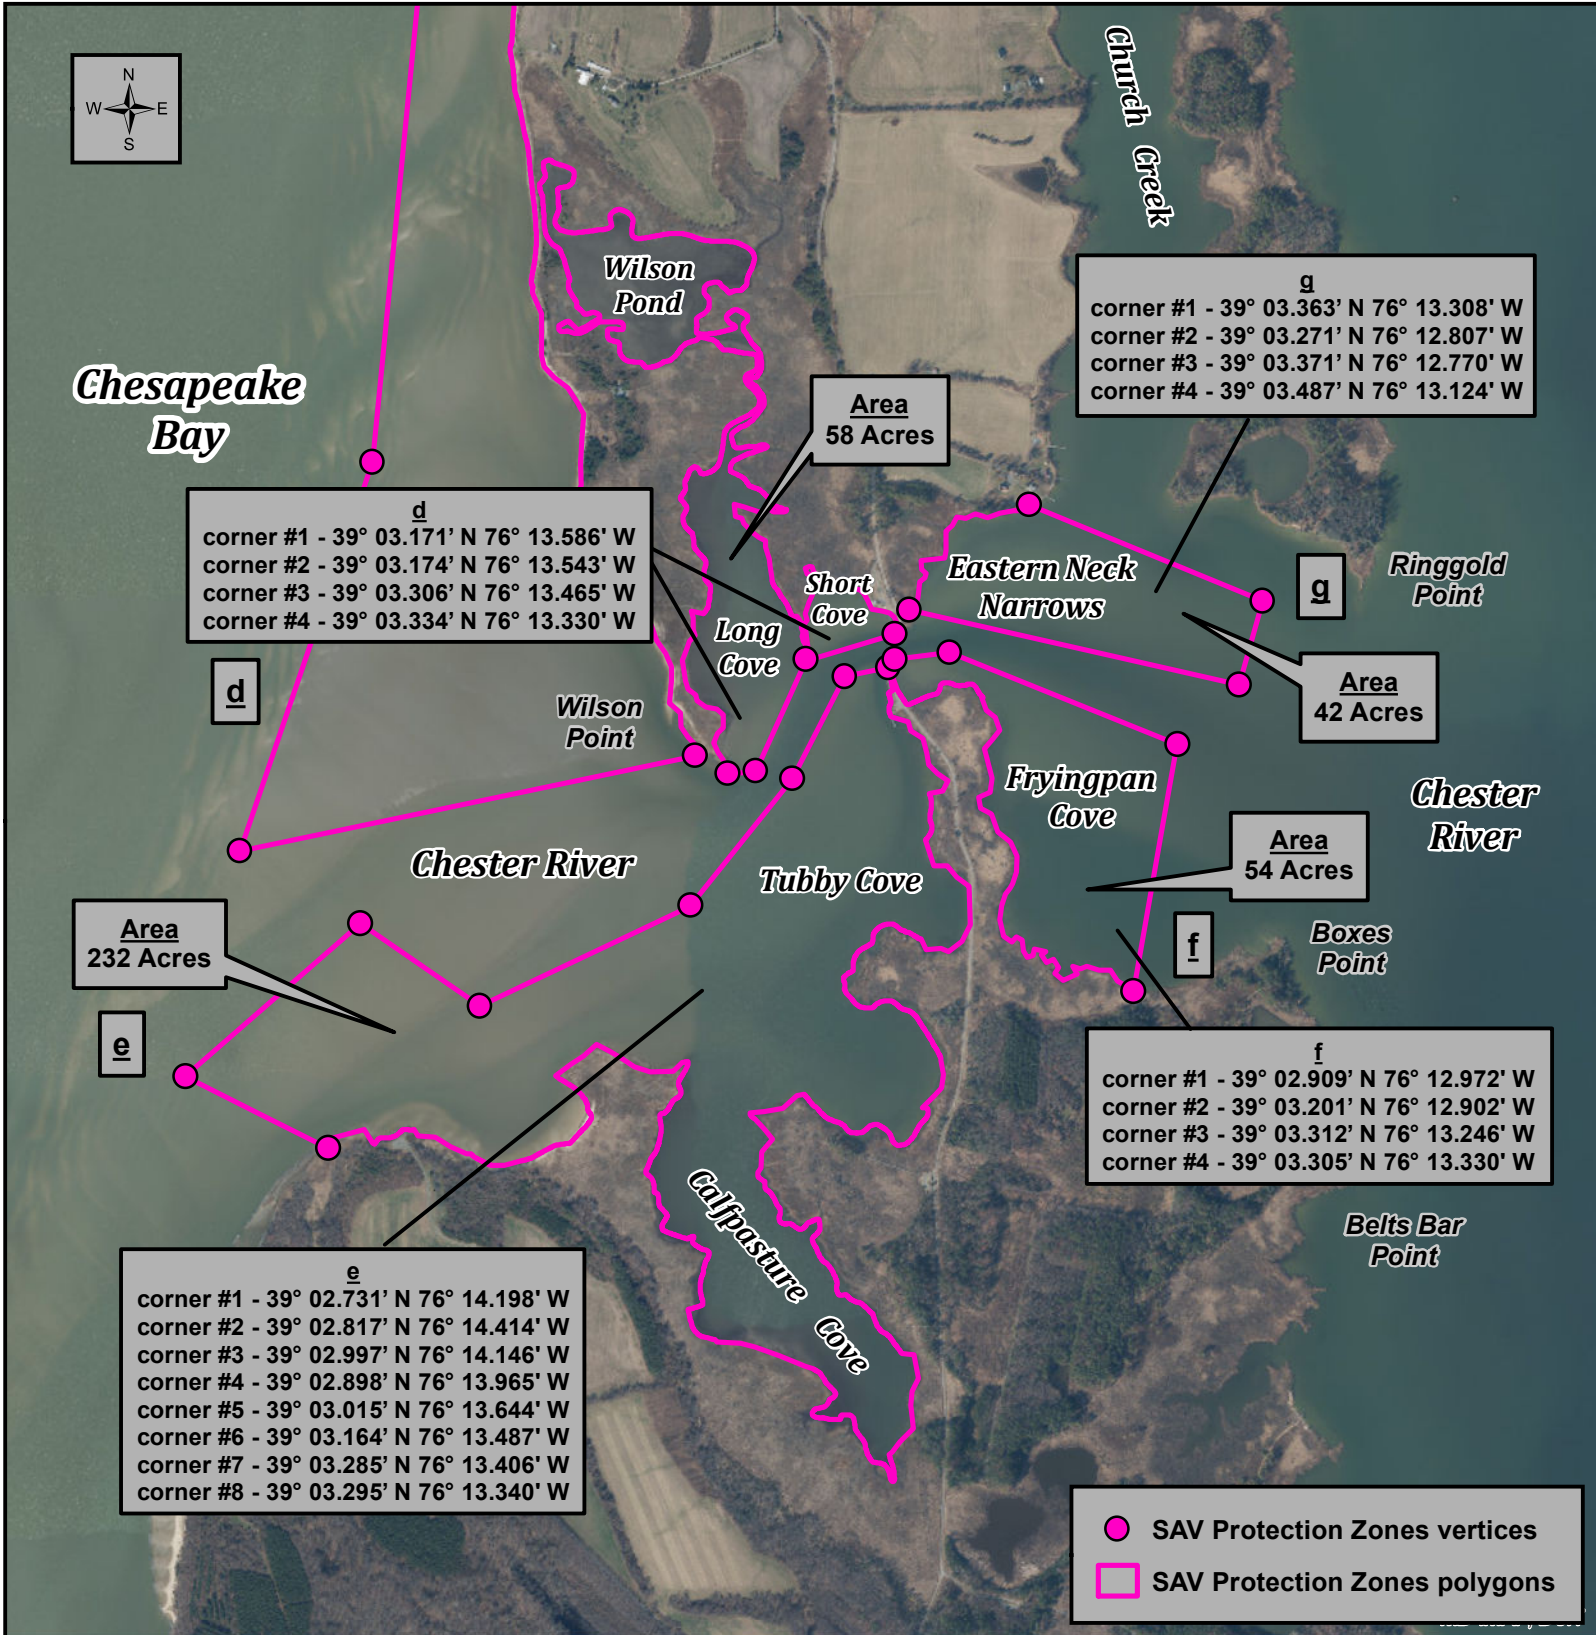 N
W E
S
Church Creek
Wilson
Pond
g
corner #1 - 39° 03.363’ N 76° 13.308' W
corner #2 - 39° 03.271’ N 76° 12.807' W
corner #3 - 39° 03.371’ N 76° 12.770' W
corner #4 - 39° 03.487’ N 76° 13.124' W
Chesapeake
Bay
Area
58 Acres
d
corner #1 - 39° 03.171’ N 76° 13.586' W
corner #2 - 39° 03.174’ N 76° 13.543' W
corner #3 - 39° 03.306’ N 76° 13.465' W
corner #4 - 39° 03.334’ N 76° 13.330' W
Short
Cove
Eastern Neck
Narrows
g
Ringgold
Point
Long
Cove
d
Wilson
Point
Area
42 Acres
Fryingpan
Cove
Chester
River
Chester River
Tubby Cove
Area
54 Acres
Area
232 Acres
f
Boxes
Point
e
f
corner #1 - 39° 02.909’ N 76° 12.972' W
corner #2 - 39° 03.201’ N 76° 12.902' W
corner #3 - 39° 03.312’ N 76° 13.246' W
corner #4 - 39° 03.305’ N 76° 13.330' W
Calfpasture Cove
Belts Bar
Point
e
corner #1 - 39° 02.731’ N 76° 14.198' W
corner #2 - 39° 02.817’ N 76° 14.414' W
corner #3 - 39° 02.997’ N 76° 14.146' W
corner #4 - 39° 02.898’ N 76° 13.965' W
corner #5 - 39° 03.015’ N 76° 13.644' W
corner #6 - 39° 03.164’ N 76° 13.487' W
corner #7 - 39° 03.285’ N 76° 13.406' W
corner #8 - 39° 03.295’ N 76° 13.340' W
SAV Protection Zones vertices
SAV Protection Zones polygons